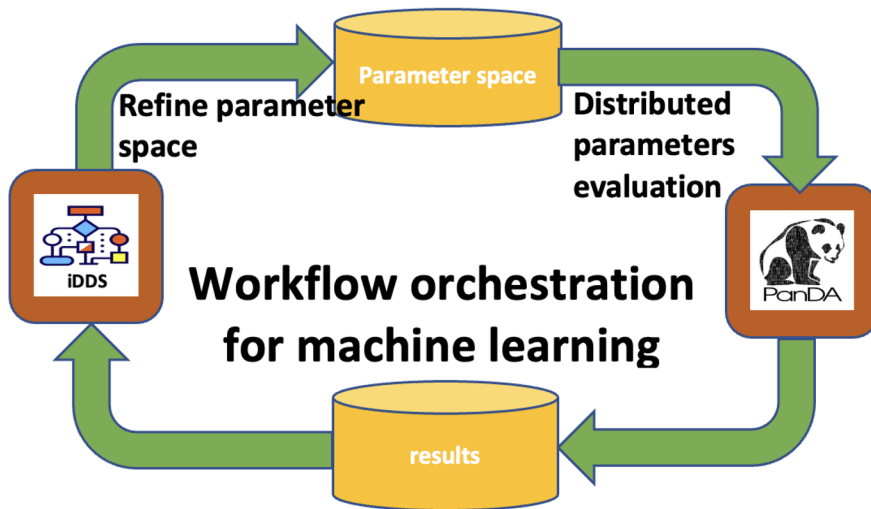 Parameter space
Refine parameter
space
Distributed
parameters
evaluation
iDDS
PanDA
Workflow orchestration
for machine learning
results